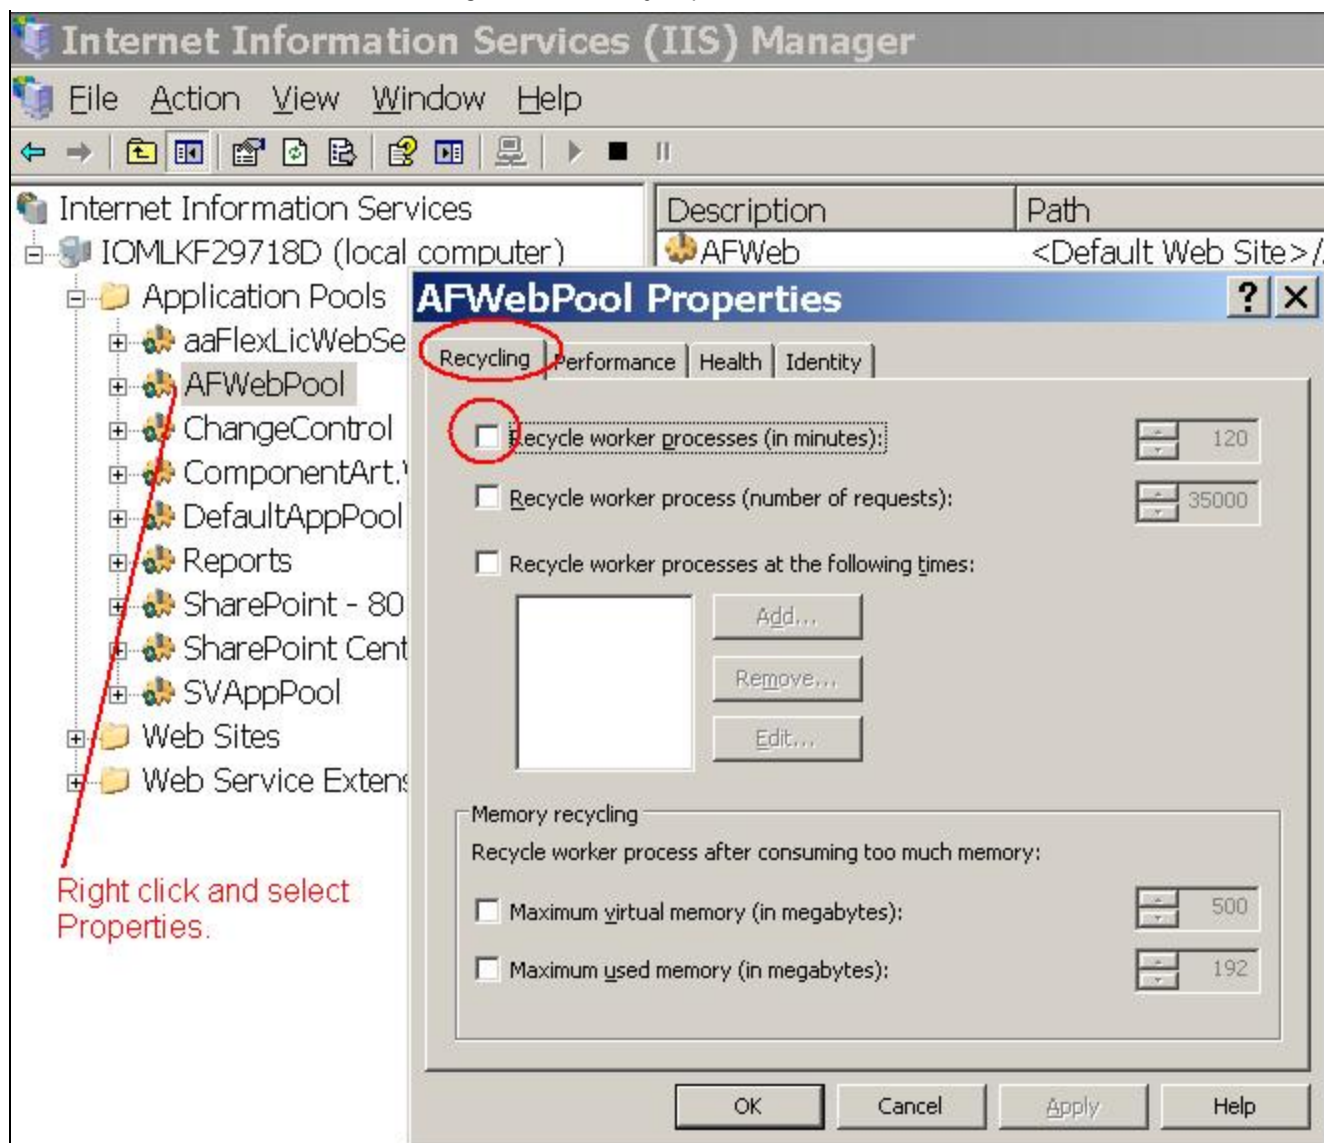 Internet Information Services (IIS) Manager
File Action View Window Help
Internet Information Services
Description Path
IOMLKF29718D (local computer)
AFWeb <Default Web Site>/
Application Pools
AFWebPool Properties
aaFlexLicWebSe
Recycling Performance Health Identity
AFWebPool
ChangeControl
Recycle worker processes (in minutes): 120
ComponentArt.
Recycle worker process (number of requests): 35000
DefaultAppPool
Reports
Recycle worker processes at the following times:
SharePoint - 80
Add...
SharePoint Cent
Remove...
SVAppPool
Web Sites
Edit...
Web Service Extens
Memory recycling
Recycle worker process after consuming too much memory:
Right click and select
Properties.
Maximum virtual memory (in megabytes): 500
Maximum used memory (in megabytes): 192
OK Cancel Apply Help